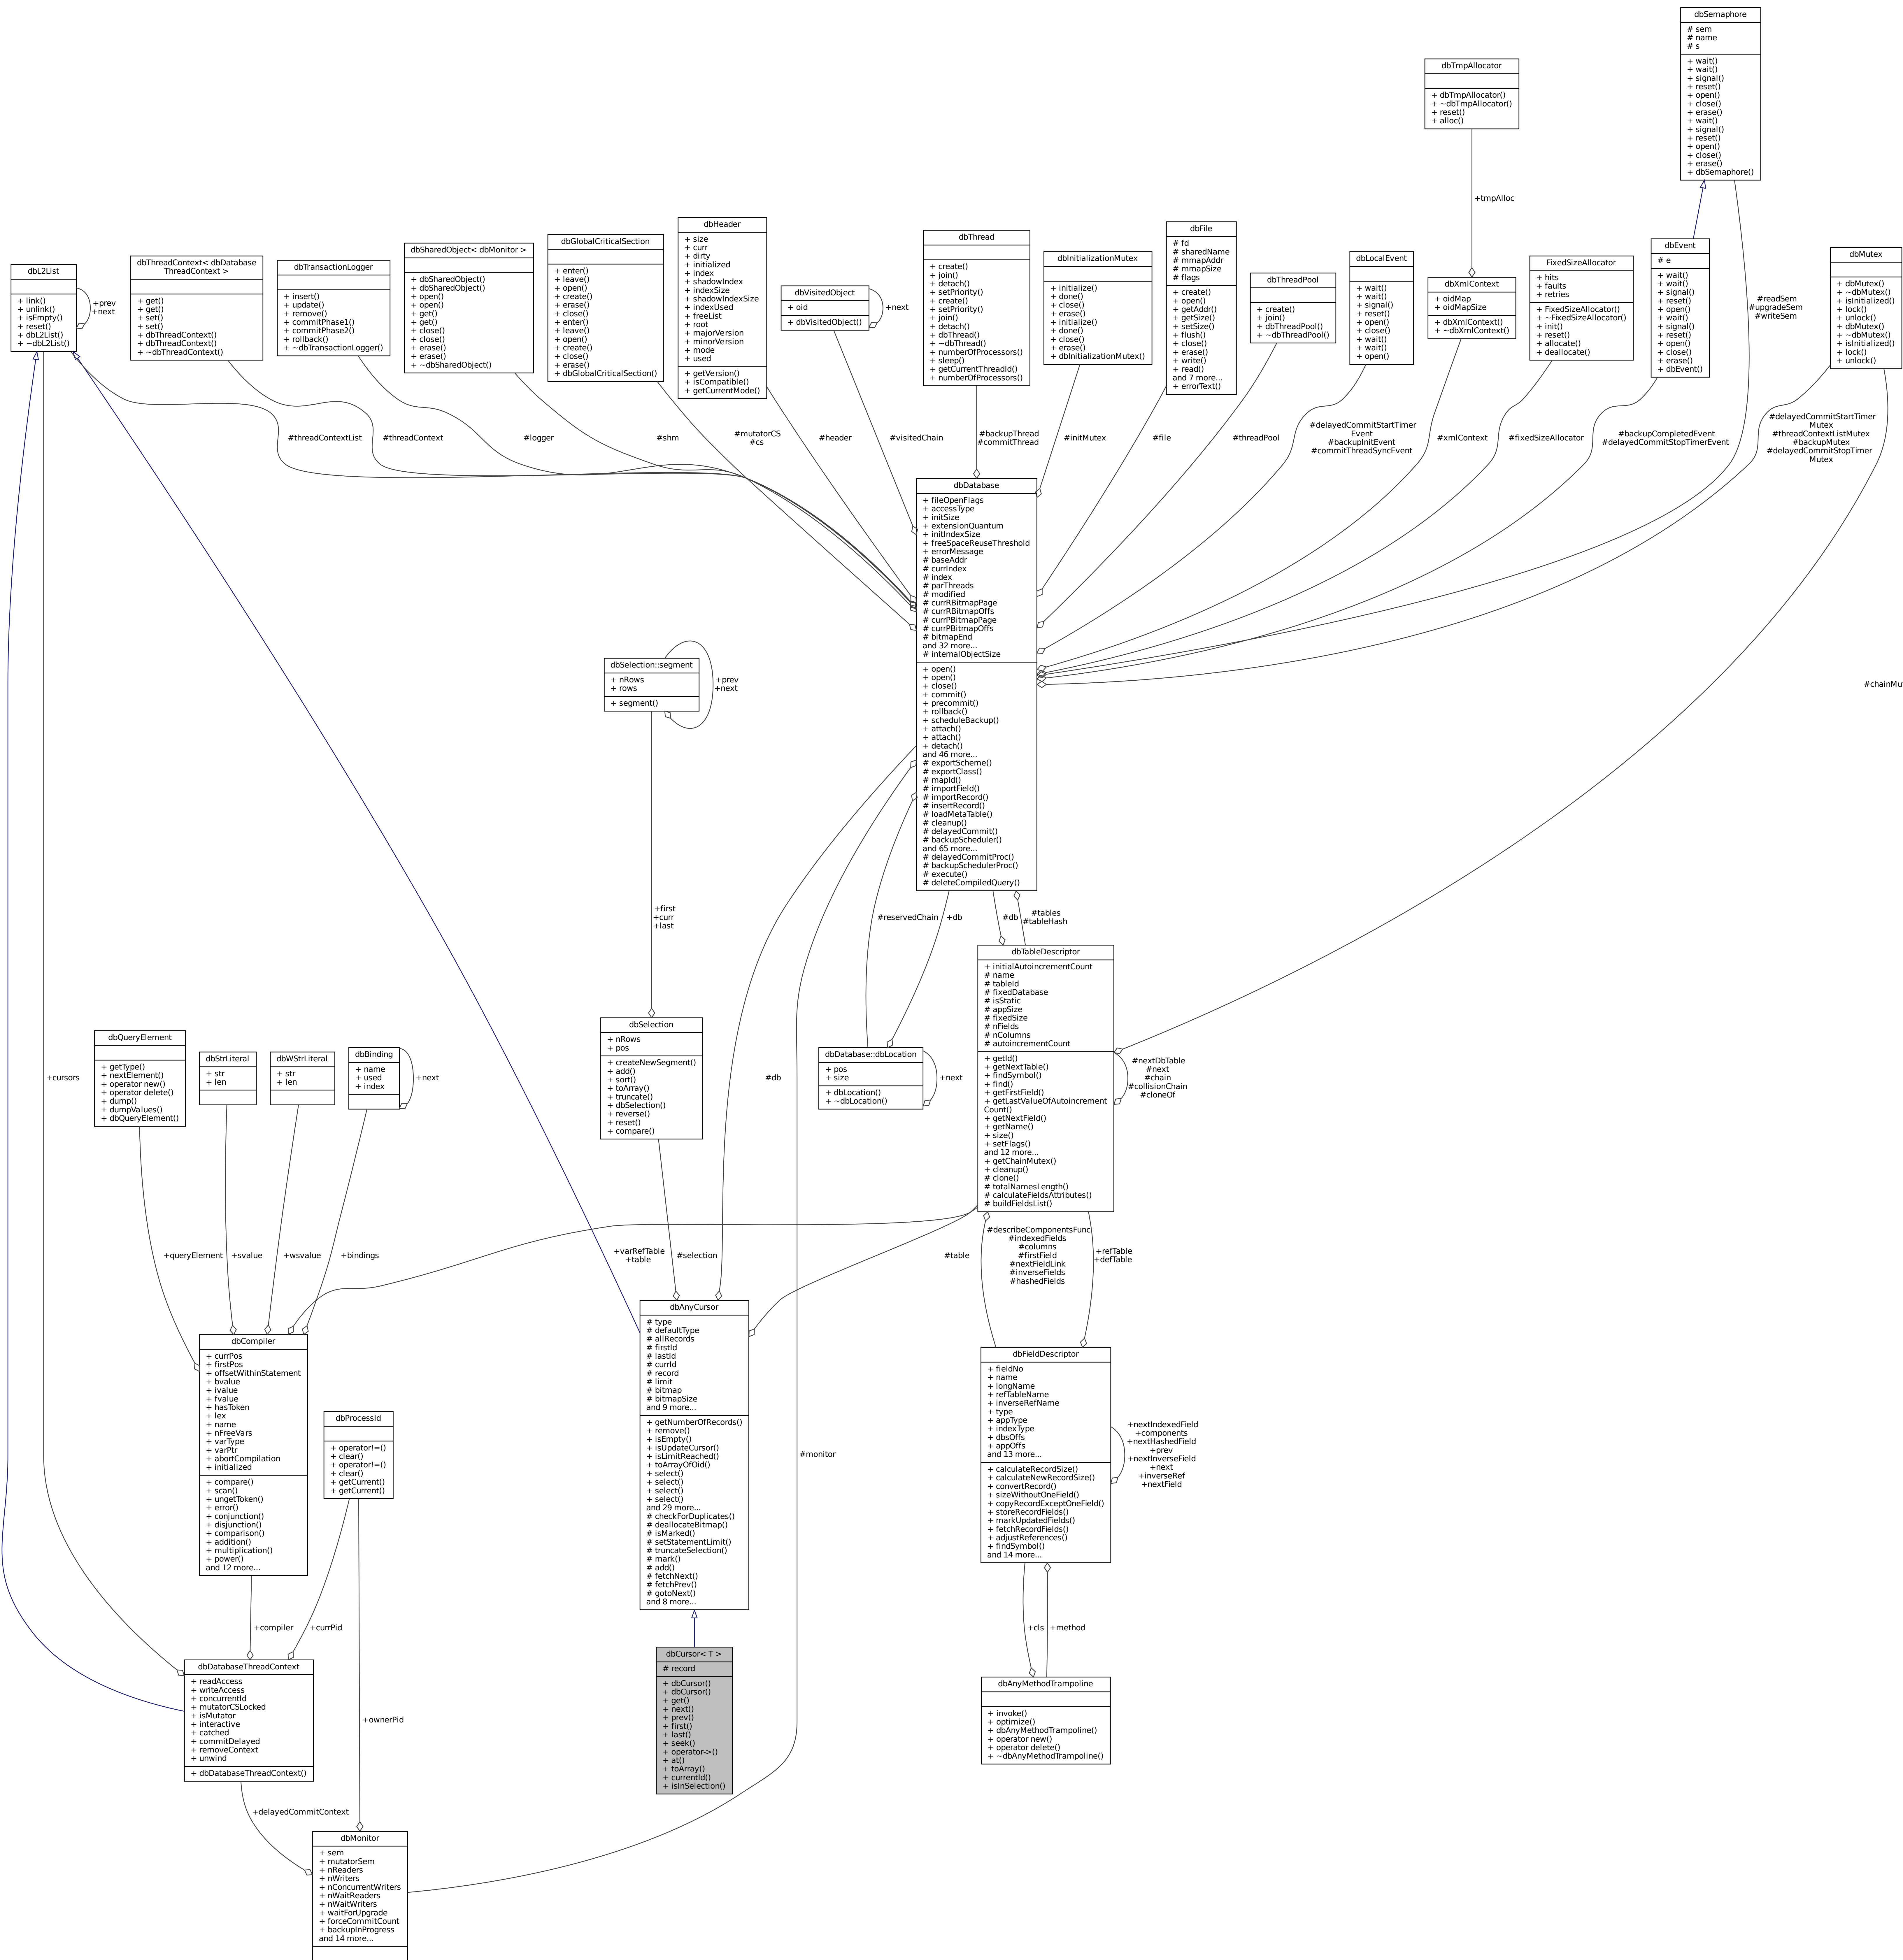 dbSemaphore
# sem
# name
# s
+ wait()
+ wait()
+ signal()
+ reset()
+ open()
+ close()
+ erase()
+ wait()
+ signal()
+ reset()
+ open()
+ close()
+ erase()
+ dbSemaphore()
dbTmpAllocator
+ dbTmpAllocator()
+ ~dbTmpAllocator()
+ reset()
+ alloc()
+tmpAlloc
dbL2List
+ link()
+ unlink()
+ isEmpty()
+ reset()
+ dbL2List()
+ ~dbL2List()
+prev
+next
dbThreadContext< dbDatabase
ThreadContext >
+ get()
+ get()
+ set()
+ set()
+ dbThreadContext()
+ dbThreadContext()
+ ~dbThreadContext()
dbTransactionLogger
+ insert()
+ update()
+ remove()
+ commitPhase1()
+ commitPhase2()
+ rollback()
+ ~dbTransactionLogger()
dbSharedObject< dbMonitor >
+ dbSharedObject()
+ dbSharedObject()
+ open()
+ open()
+ get()
+ get()
+ close()
+ close()
+ erase()
+ erase()
+ ~dbSharedObject()
dbGlobalCriticalSection
+ enter()
+ leave()
+ open()
+ create()
+ erase()
+ close()
+ enter()
+ leave()
+ open()
+ create()
+ close()
+ erase()
+ dbGlobalCriticalSection()
dbHeader
+ size
+ curr
+ dirty
+ initialized
+ index
+ shadowIndex
+ indexSize
+ shadowIndexSize
+ indexUsed
+ freeList
+ root
+ majorVersion
+ minorVersion
+ mode
+ used
+ getVersion()
+ isCompatible()
+ getCurrentMode()
dbVisitedObject
+ oid
+ dbVisitedObject()
+next
dbThread
+ create()
+ join()
+ detach()
+ setPriority()
+ create()
+ setPriority()
+ join()
+ detach()
+ dbThread()
+ ~dbThread()
+ numberOfProcessors()
+ sleep()
+ getCurrentThreadId()
+ numberOfProcessors()
dbInitializationMutex
+ initialize()
+ done()
+ close()
+ erase()
+ initialize()
+ done()
+ close()
+ erase()
+ dbInitializationMutex()
dbFile
# fd
# sharedName
# mmapAddr
# mmapSize
# flags
+ create()
+ open()
+ getAddr()
+ getSize()
+ setSize()
+ flush()
+ close()
+ erase()
+ write()
+ read()
and 7 more...
+ errorText()
dbThreadPool
+ create()
+ join()
+ dbThreadPool()
+ ~dbThreadPool()
dbLocalEvent
+ wait()
+ wait()
+ signal()
+ reset()
+ open()
+ close()
+ wait()
+ wait()
+ open()
dbXmlContext
+ oidMap
+ oidMapSize
+ dbXmlContext()
+ ~dbXmlContext()
FixedSizeAllocator
+ hits
+ faults
+ retries
+ FixedSizeAllocator()
+ ~FixedSizeAllocator()
+ init()
+ reset()
+ allocate()
+ deallocate()
dbEvent
# e
+ wait()
+ wait()
+ signal()
+ reset()
+ open()
+ wait()
+ signal()
+ reset()
+ open()
+ close()
+ erase()
+ dbEvent()
#readSem
#upgradeSem
#writeSem
dbMutex
+ dbMutex()
+ ~dbMutex()
+ isInitialized()
+ lock()
+ unlock()
+ dbMutex()
+ ~dbMutex()
+ isInitialized()
+ lock()
+ unlock()
#threadContextList
#threadContext
#logger
#shm
#mutatorCS
#cs
#header
#visitedChain
#backupThread
#commitThread
#initMutex
#file
#threadPool
#delayedCommitStartTimer
Event
#backupInitEvent
#commitThreadSyncEvent
#xmlContext
#fixedSizeAllocator
#backupCompletedEvent
#delayedCommitStopTimerEvent
#delayedCommitStartTimer
Mutex
#threadContextListMutex
#backupMutex
#delayedCommitStopTimer
Mutex
dbDatabase
+ fileOpenFlags
+ accessType
+ initSize
+ extensionQuantum
+ initIndexSize
+ freeSpaceReuseThreshold
+ errorMessage
# baseAddr
# currIndex
# index
# parThreads
# modified
# currRBitmapPage
# currRBitmapOffs
# currPBitmapPage
# currPBitmapOffs
# bitmapEnd
and 32 more...
# internalObjectSize
+ open()
+ open()
+ close()
+ commit()
+ precommit()
+ rollback()
+ scheduleBackup()
+ attach()
+ attach()
+ detach()
and 46 more...
# exportScheme()
# exportClass()
# mapId()
# importField()
# importRecord()
# insertRecord()
# loadMetaTable()
# cleanup()
# delayedCommit()
# backupScheduler()
and 65 more...
# delayedCommitProc()
# backupSchedulerProc()
# execute()
# deleteCompiledQuery()
#chainMu
dbSelection::segment
+ nRows
+ rows
+ segment()
+prev
+next
+first
+curr
+last
#reservedChain
+db
#db
#tables
#tableHash
dbTableDescriptor
+ initialAutoincrementCount
# name
# tableId
# fixedDatabase
# isStatic
# appSize
# fixedSize
# nFields
# nColumns
# autoincrementCount
+ getId()
+ getNextTable()
+ findSymbol()
+ find()
+ getFirstField()
+ getLastValueOfAutoincrement
Count()
+ getNextField()
+ getName()
+ size()
+ setFlags()
and 12 more...
+ getChainMutex()
+ cleanup()
# clone()
# totalNamesLength()
# calculateFieldsAttributes()
# buildFieldsList()
#nextDbTable
#next
#chain
#collisionChain
#cloneOf
dbSelection
+ nRows
+ pos
+ createNewSegment()
+ add()
+ sort()
+ toArray()
+ truncate()
+ dbSelection()
+ reverse()
+ reset()
+ compare()
dbDatabase::dbLocation
+ pos
+ size
+ dbLocation()
+ ~dbLocation()
+next
dbQueryElement
+ getType()
+ nextElement()
+ operator new()
+ operator delete()
+ dump()
+ dumpValues()
+ dbQueryElement()
dbStrLiteral
+ str
+ len
dbWStrLiteral
+ str
+ len
dbBinding
+ name
+ used
+ index
+next
+cursors
#db
+queryElement
+svalue
+wsvalue
+bindings
+varRefTable
+table
#selection
#table
#describeComponentsFunc
#indexedFields
#columns
#firstField
#nextFieldLink
#inverseFields
#hashedFields
+refTable
+defTable
dbCompiler
+ currPos
+ firstPos
+ offsetWithinStatement
+ bvalue
+ ivalue
+ fvalue
+ hasToken
+ lex
+ name
+ nFreeVars
+ varType
+ varPtr
+ abortCompilation
+ initialized
+ compare()
+ scan()
+ ungetToken()
+ error()
+ conjunction()
+ disjunction()
+ comparison()
+ addition()
+ multiplication()
+ power()
and 12 more...
dbProcessId
+ operator!=()
+ clear()
+ operator!=()
+ clear()
+ getCurrent()
+ getCurrent()
dbAnyCursor
# type
# defaultType
# allRecords
# firstId
# lastId
# currId
# record
# limit
# bitmap
# bitmapSize
and 9 more...
+ getNumberOfRecords()
+ remove()
+ isEmpty()
+ isUpdateCursor()
+ isLimitReached()
+ toArrayOfOid()
+ select()
+ select()
+ select()
+ select()
and 29 more...
# checkForDuplicates()
# deallocateBitmap()
# isMarked()
# setStatementLimit()
# truncateSelection()
# mark()
# add()
# fetchNext()
# fetchPrev()
# gotoNext()
and 8 more...
#monitor
dbFieldDescriptor
+ fieldNo
+ name
+ longName
+ refTableName
+ inverseRefName
+ type
+ appType
+ indexType
+ dbsOffs
+ appOffs
and 13 more...
+ calculateRecordSize()
+ calculateNewRecordSize()
+ convertRecord()
+ sizeWithoutOneField()
+ copyRecordExceptOneField()
+ storeRecordFields()
+ markUpdatedFields()
+ fetchRecordFields()
+ adjustReferences()
+ findSymbol()
and 14 more...
+nextIndexedField
+components
+nextHashedField
+prev
+nextInverseField
+next
+inverseRef
+nextField
+compiler
+currPid
+cls
+method
dbDatabaseThreadContext
+ readAccess
+ writeAccess
+ concurrentId
+ mutatorCSLocked
+ isMutator
+ interactive
+ catched
+ commitDelayed
+ removeContext
+ unwind
+ dbDatabaseThreadContext()
+ownerPid
dbCursor< T >
# record
+ dbCursor()
+ dbCursor()
+ get()
+ next()
+ prev()
+ first()
+ last()
+ seek()
+ operator->()
+ at()
+ toArray()
+ currentId()
+ isInSelection()
dbAnyMethodTrampoline
+ invoke()
+ optimize()
+ dbAnyMethodTrampoline()
+ operator new()
+ operator delete()
+ ~dbAnyMethodTrampoline()
+delayedCommitContext
dbMonitor
+ sem
+ mutatorSem
+ nReaders
+ nWriters
+ nConcurrentWriters
+ nWaitReaders
+ nWaitWriters
+ waitForUpgrade
+ forceCommitCount
+ backupInProgress
and 14 more...